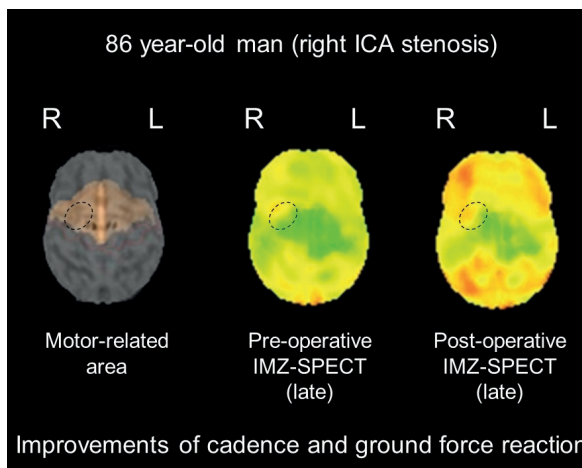 86 year-old man (right ICA stenosis)
R L R L R L
Motor-related area
Pre-operative IMZ-SPECT (late)
Post-operative IMZ-SPECT (late)
Improvements of cadence and ground force reaction